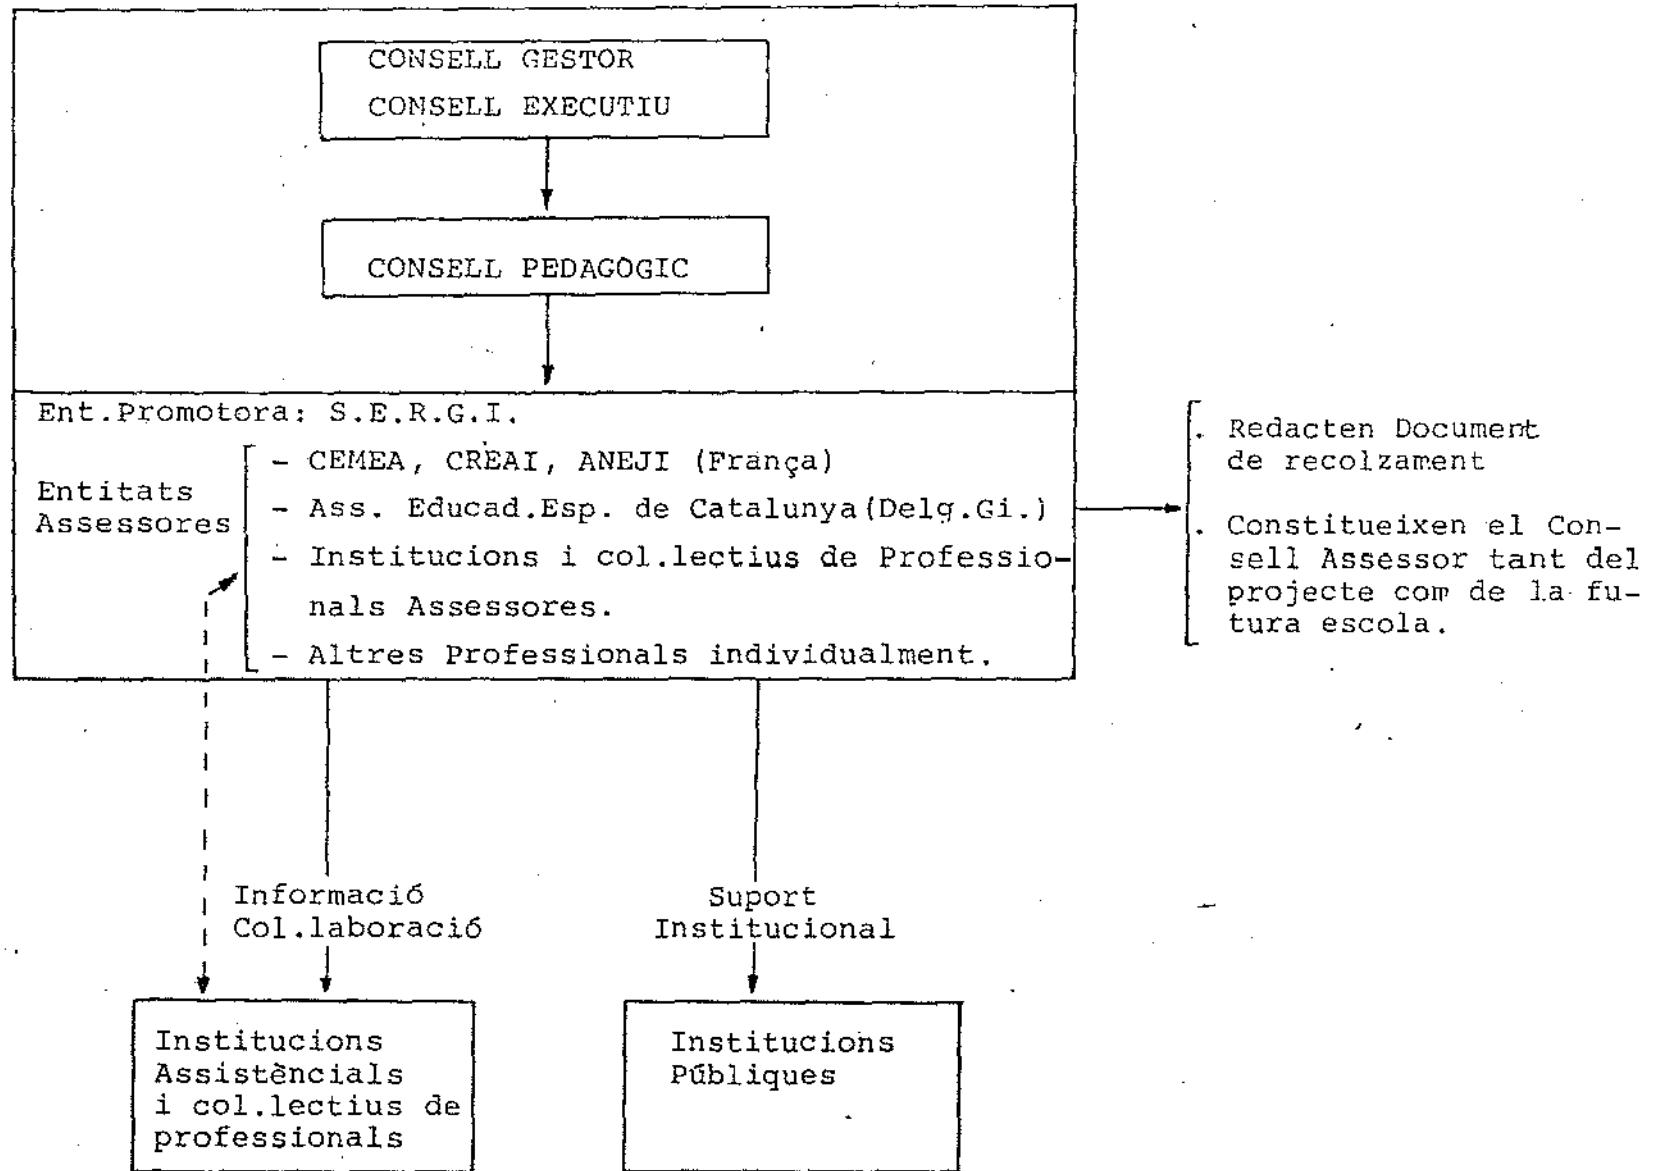 CONSELL GESTOR
CONSELL EXECUTIU
CONSELL PEDAGÒGIC
Ent.Promotora: S.E.R.G.I.
Entitats
Assessores
- CEMEA, CREAI, ANEJI (França)
- Ass. Educad.Esp. de Catalunya(Delg.Gi.)
- Institucions i col.lectius de Professio-
nals Assessores.
- Altres Professionals individualment.
. Redacten Document
de recolzament
. Constitueixen el Con-
sell Assessor tant del
projecte com de la fu-
tura escola.
Informació
Col.laboració
Suport
Institucional
Institucions
Assistèncials
i col.lectius de
professionals
Institucions
Públiques